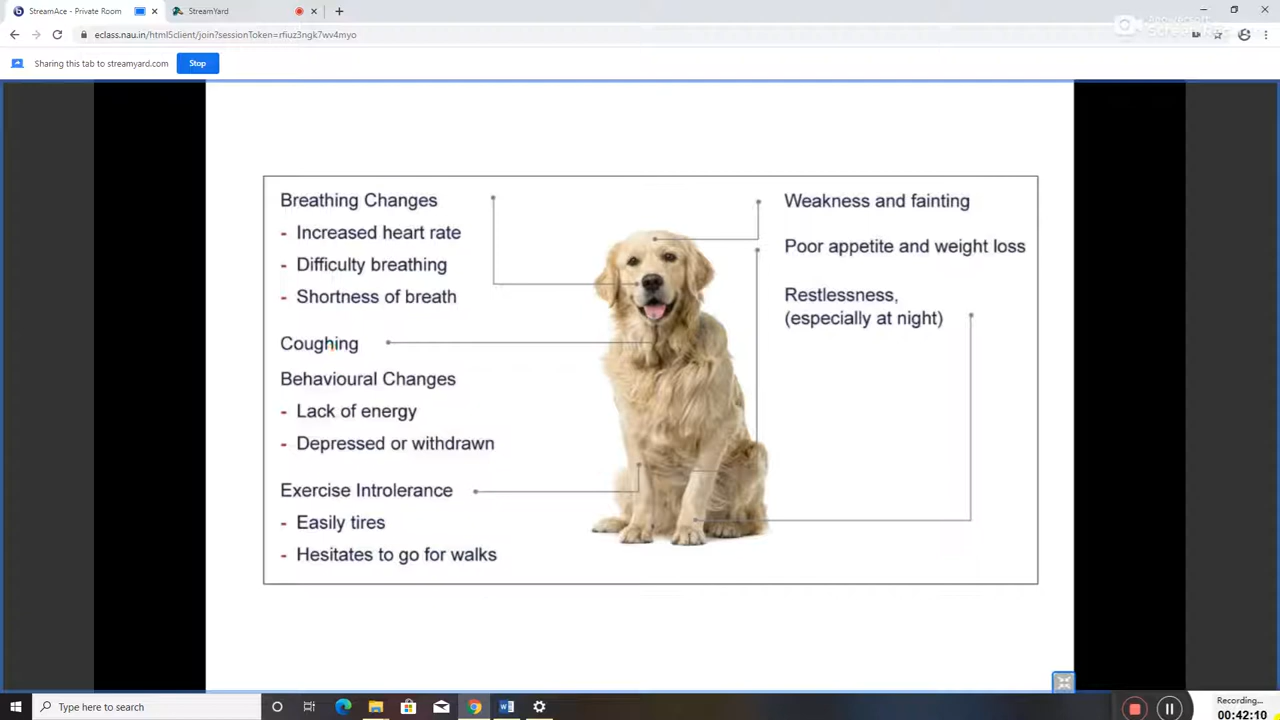 StreamAce - Private Room
StreamYard
eclass.nau.in/html5client/join?sessionToken=rfiuz3ngk7wv4myo
Sharing this tab to streamyard.com
Stop
Breathing Changes
- Increased heart rate
- Difficulty breathing
- Shortness of breath
Coughing
Behavioural Changes
- Lack of energy
- Depressed or withdrawn
Exercise Introlerance
- Easily tires
- Hesitates to go for walks
Weakness and fainting
Poor appetite and weight loss
Restlessness,
(especially at night)
Type here to search
Recording...
00:42:10